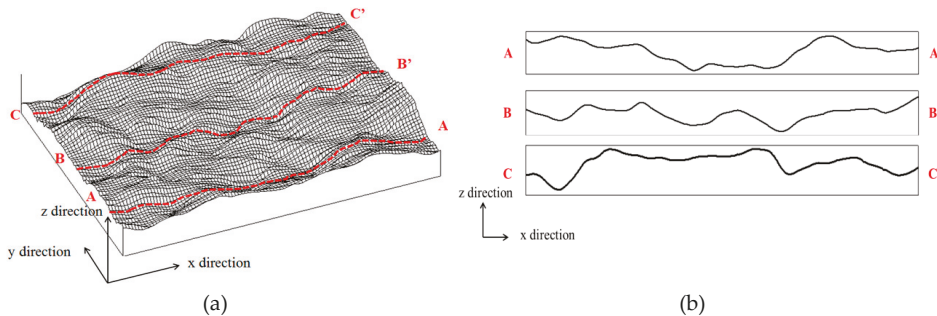 C'
B'
A
C
B
A
z direction
y direction
x direction
(a)
A
A
B
B
C
C
z direction
x direction
(b)